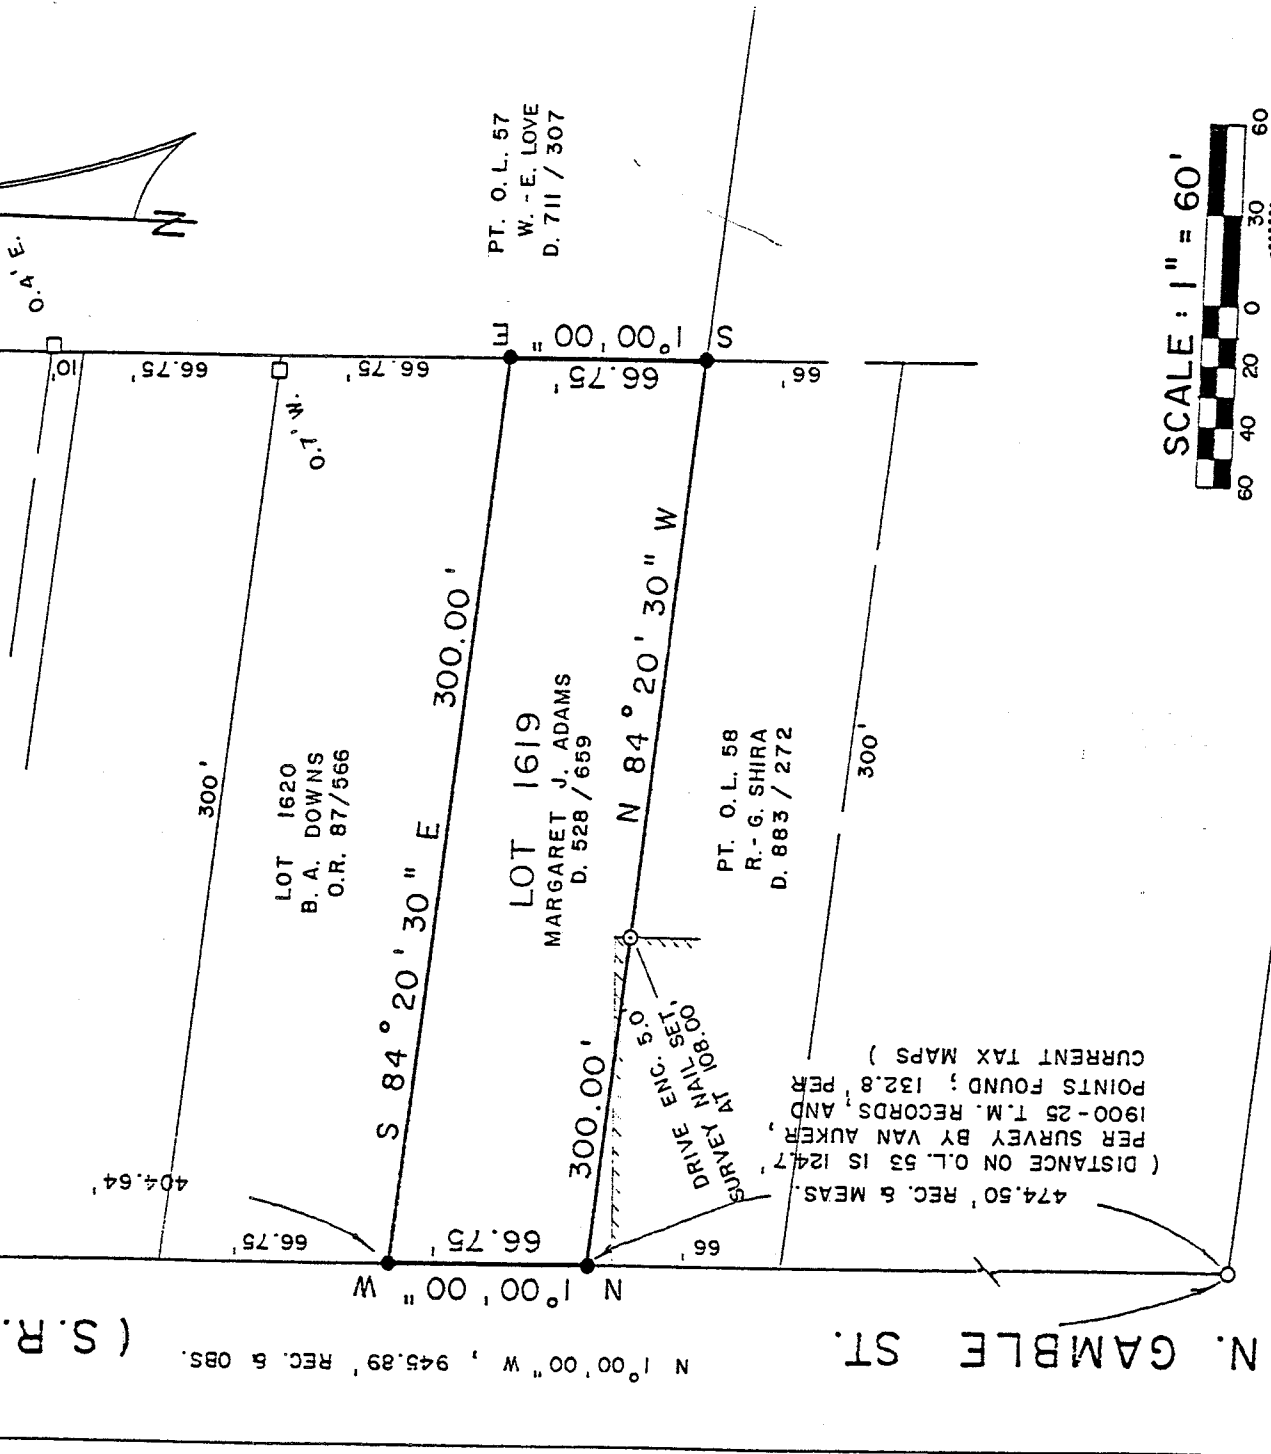 N
0.4' E.
10'
66.75'
0.7' W.
66.75'
PT. O. L. 57
W. - E. LOVE
D. 711 / 307
S 1° 00' 00" E
66.75'
66'
300'
LOT 1620
B. A. DOWNS
O.R. 87/566
S 84° 20' 30" E 300.00'
LOT 1619
MARGARET J. ADAMS
D. 528 / 659
N 84° 20' 30" W
300.00'
PT. O. L. 58
R. - G. SHIRA
D. 883 / 272
300'
DRIVE ENC. 5.0',
SURVEY NAIL SET,
SURVEY AT 108.00'
404.64'
66.75'
66.75'
66'
N 1° 00' 00" W
474.50' REC. & MEAS.
( DISTANCE ON O.L. 53 IS 124.7'
PER SURVEY BY VAN AUKER,
1900-25 T.M. RECORDS, AND
POINTS FOUND ; 132.8' PER
CURRENT TAX MAPS )
N 1° 00' 00" W , 945.89' REC. & OBS.
N. GAMBLE ST. ( S.R.
SCALE : 1" = 60'
60 40 20 0 30 60